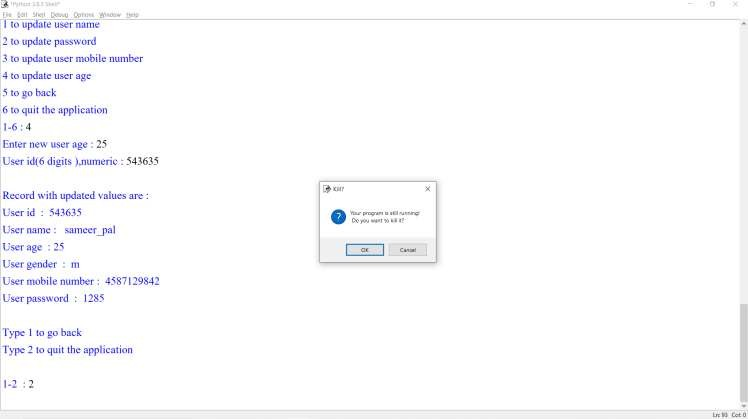 *Python 3.8.5 Shell*
File Edit Shell Debug Options Window Help
1 to update user name
2 to update password
3 to update user mobile number
4 to update user age
5 to go back
6 to quit the application
1-6 : 4
Enter new user age : 25
User id(6 digits ),numeric : 543635
Record with updated values are :
User id : 543635
User name : sameer_pal
User age : 25
User gender : m
User mobile number : 4587129842
User password : 1285
Type 1 to go back
Type 2 to quit the application
1-2 : 2
Kill?
Your program is still running!
Do you want to kill it?
OK Cancel
Ln: 93 Col: 0